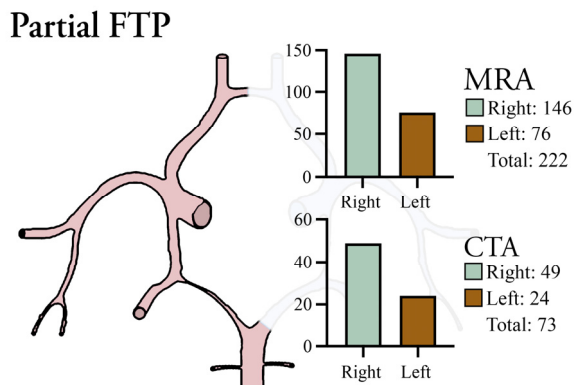 Partial FTP
150
100
50
0
Right Left
MRA
Right: 146
Left: 76
Total: 222
60
40
20
0
Right Left
CTA
Right: 49
Left: 24
Total: 73